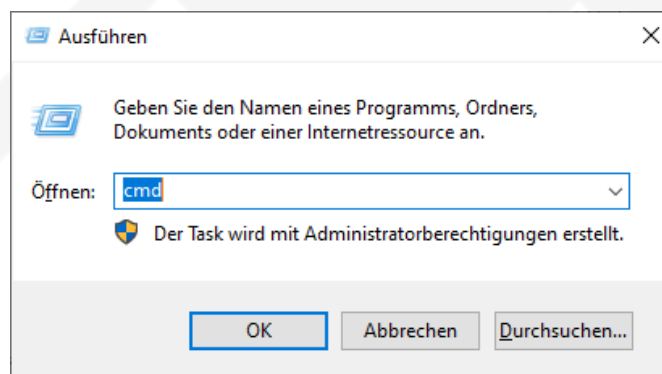 Ausführen
Geben Sie den Namen eines Programms, Ordners,
Dokuments oder einer Internetressource an.
Öffnen: cmd
Der Task wird mit Administratorberechtigungen erstellt.
OK Abbrechen Durchsuchen...